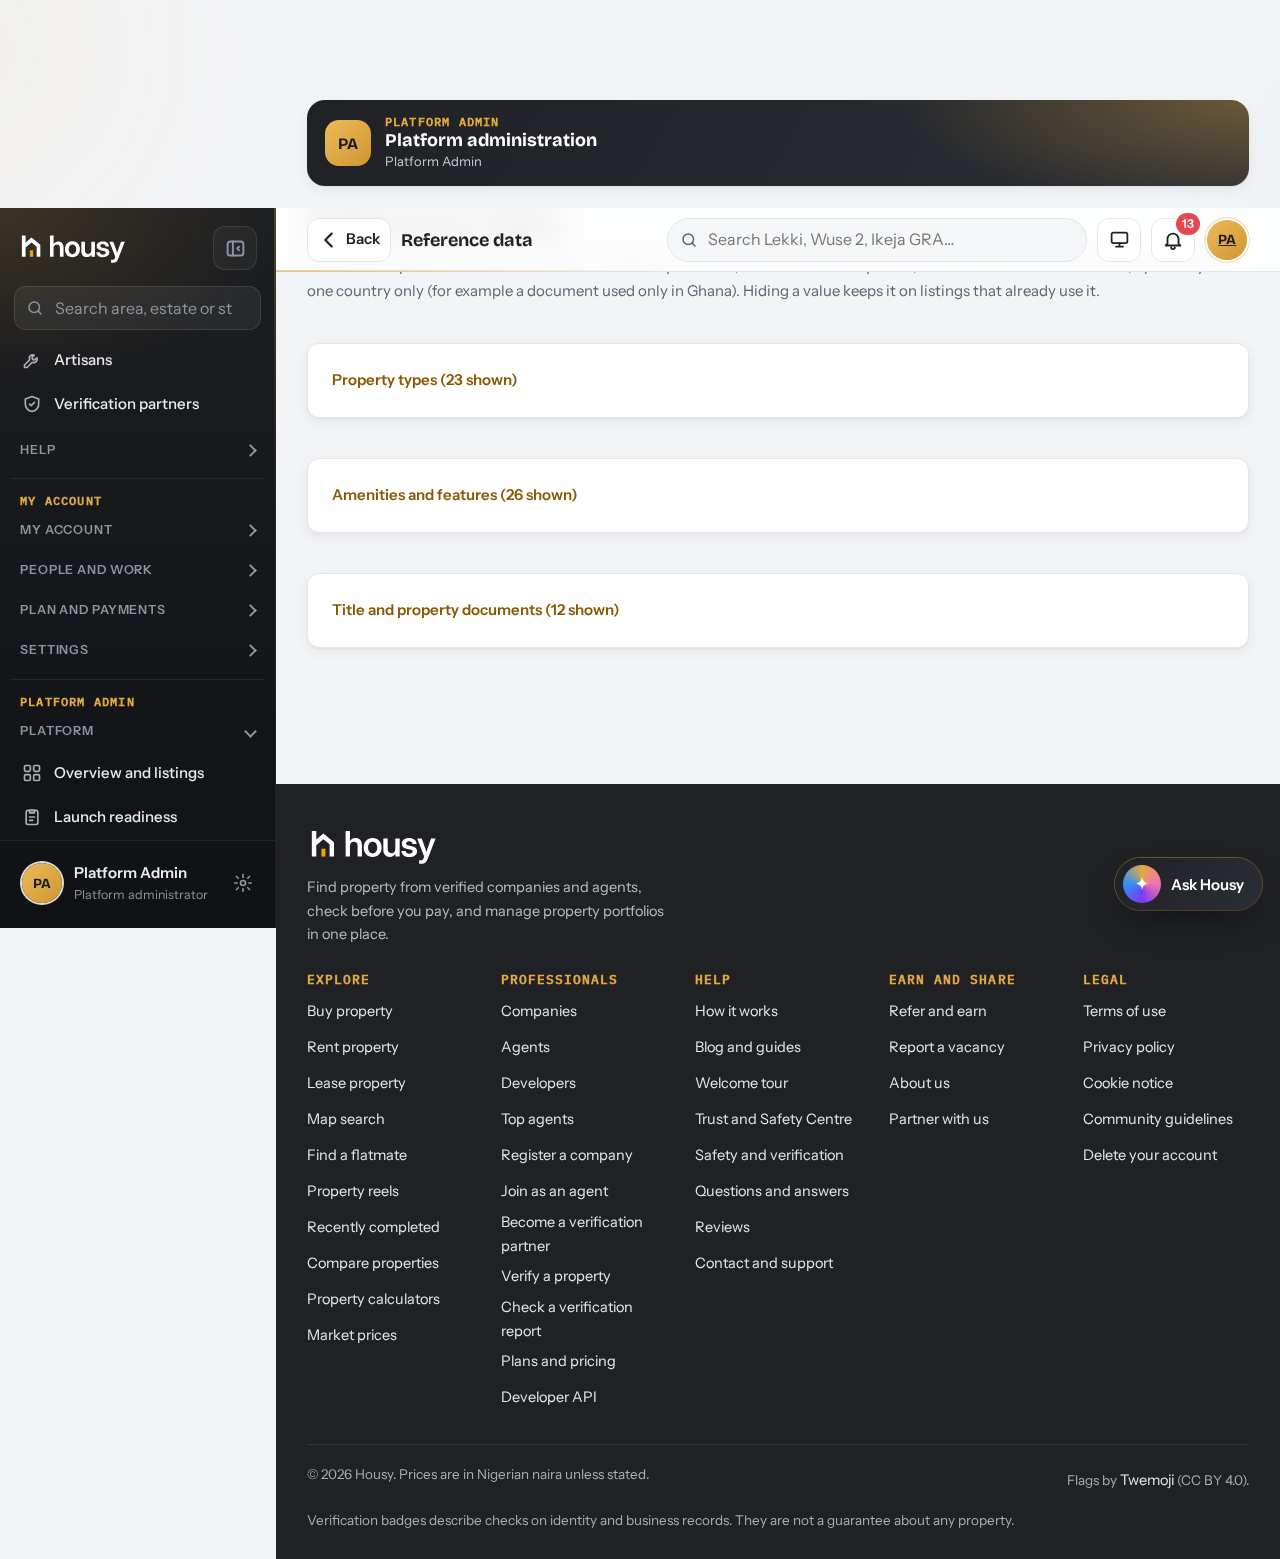 PA
PLATFORM ADMIN
Platform administration
Platform Admin
housy
Search area, estate or st
Artisans
Verification partners
HELP
MY ACCOUNT
MY ACCOUNT
PEOPLE AND WORK
PLAN AND PAYMENTS
SETTINGS
PLATFORM ADMIN
PLATFORM
Overview and listings
Launch readiness
PA
Platform Admin
Platform administrator
Back
Reference data
Search Lekki, Wuse 2, Ikeja GRA...
13
PA
one country only (for example a document used only in Ghana). Hiding a value keeps it on listings that already use it.
Property types (23 shown)
Amenities and features (26 shown)
Title and property documents (12 shown)
housy
Find property from verified companies and agents,
check before you pay, and manage property portfolios
in one place.
Ask Housy
EXPLORE
Buy property
Rent property
Lease property
Map search
Find a flatmate
Property reels
Recently completed
Compare properties
Property calculators
Market prices
PROFESSIONALS
Companies
Agents
Developers
Top agents
Register a company
Join as an agent
Become a verification
partner
Verify a property
Check a verification
report
Plans and pricing
Developer API
HELP
How it works
Blog and guides
Welcome tour
Trust and Safety Centre
Safety and verification
Questions and answers
Reviews
Contact and support
EARN AND SHARE
Refer and earn
Report a vacancy
About us
Partner with us
LEGAL
Terms of use
Privacy policy
Cookie notice
Community guidelines
Delete your account
© 2026 Housy. Prices are in Nigerian naira unless stated.
Flags by Twemoji (CC BY 4.0).
Verification badges describe checks on identity and business records. They are not a guarantee about any property.